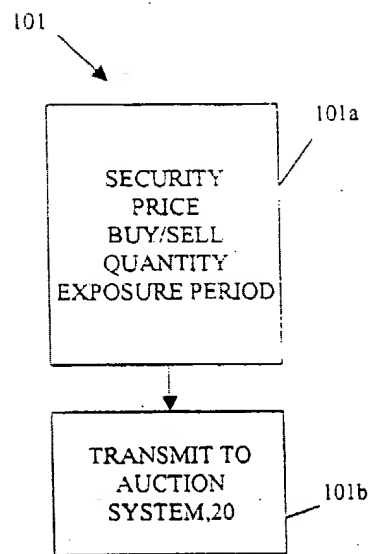 101
101a
SECURITY
PRICE
BUY/SELL
QUANTITY
EXPOSURE PERIOD
TRANSMIT TO
AUCTION
SYSTEM,20
101b